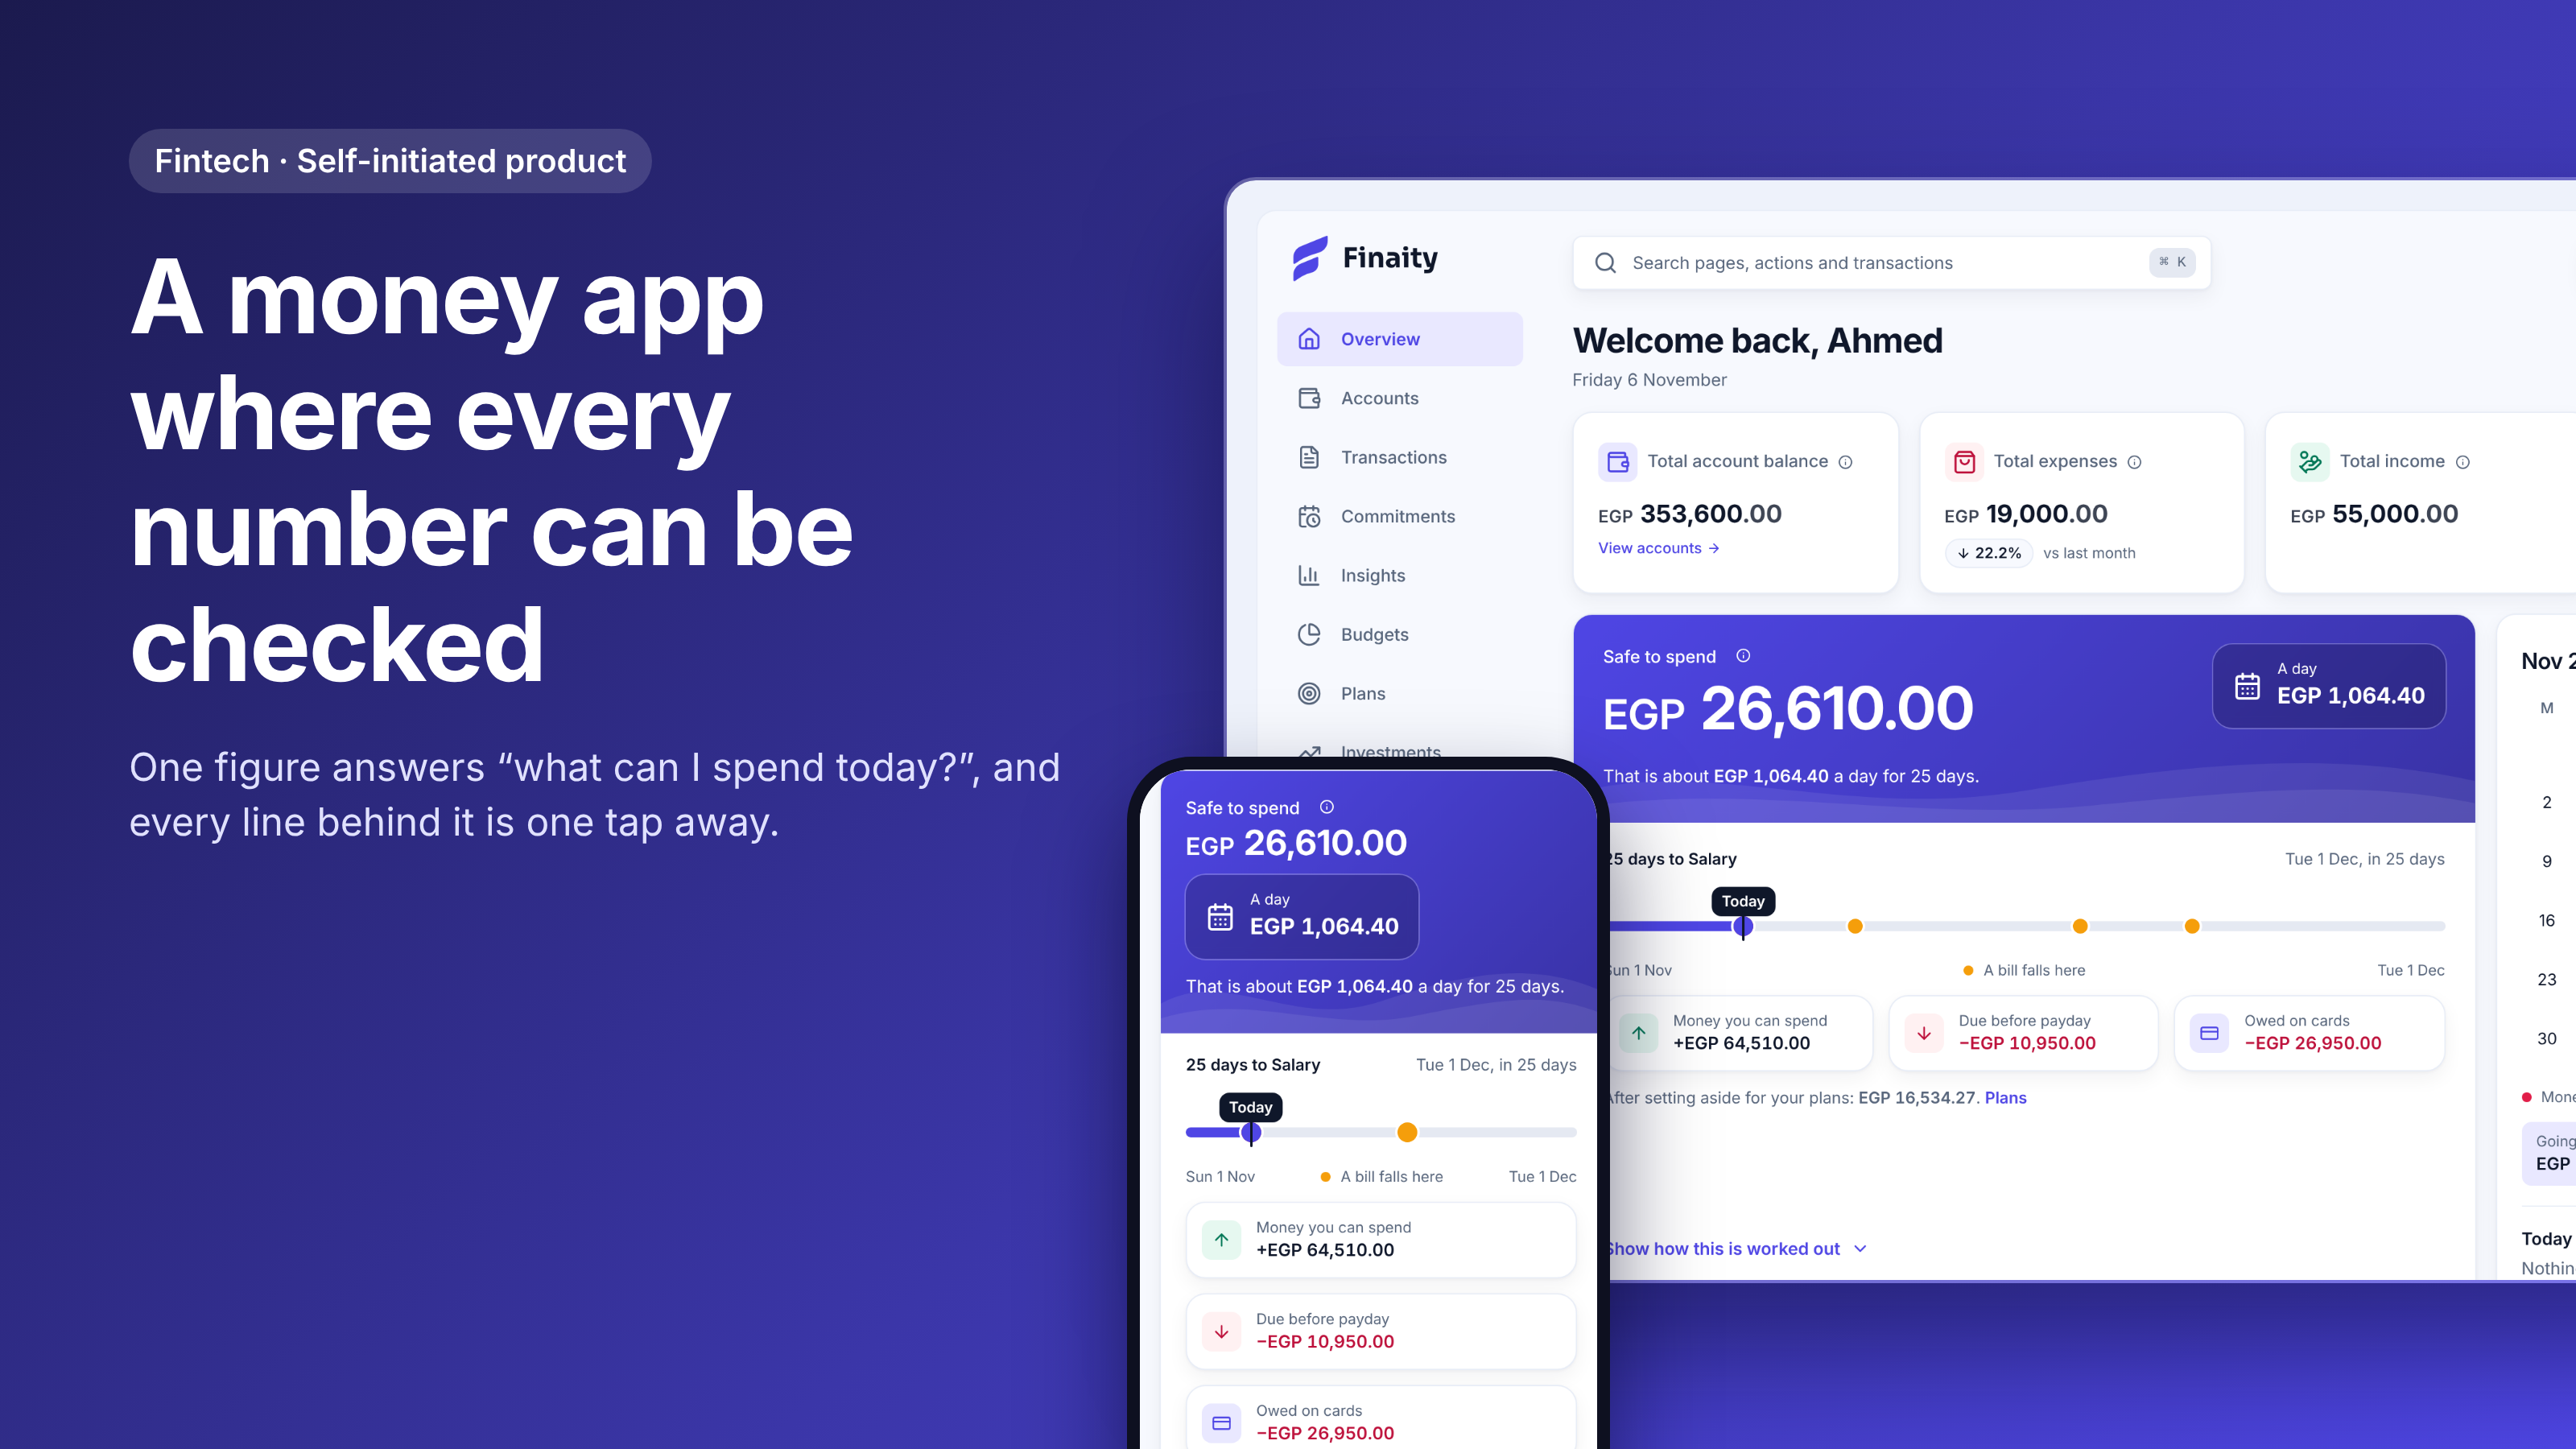 Fintech · Self-initiated product
A money app
where every
number can be
checked
One figure answers “what can I spend today?”, and
every line behind it is one tap away.
Finaity
Search pages, actions and transactions
⌘ K
Overview
Accounts
Transactions
Commitments
Insights
Budgets
Plans
Investments
Welcome back, Ahmed
Friday 6 November
Total account balance
EGP 353,600.00
View accounts →
Total expenses
EGP 19,000.00
↓ 22.2% vs last month
Total income
EGP 55,000.00
Safe to spend
EGP 26,610.00
A day
EGP 1,064.40
That is about EGP 1,064.40 a day for 25 days.
25 days to Salary
Tue 1 Dec, in 25 days
Today
Sun 1 Nov
A bill falls here
Tue 1 Dec
Money you can spend
+EGP 64,510.00
Due before payday
−EGP 10,950.00
Owed on cards
−EGP 26,950.00
After setting aside for your plans: EGP 16,534.27. Plans
Show how this is worked out
Nov 2
M
2
9
16
23
30
Mone
Going
EGP
Today
Nothin
Safe to spend
EGP 26,610.00
A day
EGP 1,064.40
That is about EGP 1,064.40 a day for 25 days.
25 days to Salary
Tue 1 Dec, in 25 days
Today
Sun 1 Nov
A bill falls here
Tue 1 Dec
Money you can spend
+EGP 64,510.00
Due before payday
−EGP 10,950.00
Owed on cards
−EGP 26,950.00